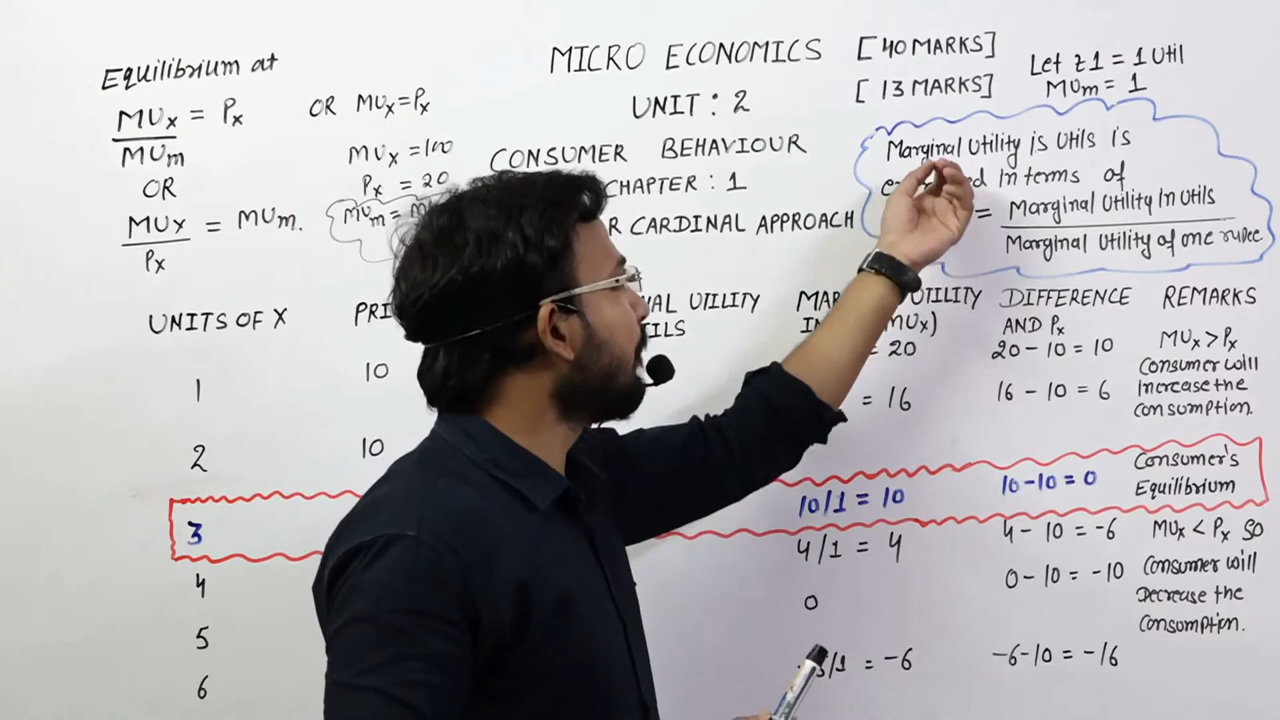 Equilibrium at
MUx/MUm = Px OR MUx = Px
OR
MUx/Px = MUm.
MUx = 100
Px = 20
MUm =
MICRO ECONOMICS [40 MARKS]
UNIT : 2 [13 MARKS]
CONSUMER BEHAVIOUR
CHAPTER : 1
R CARDINAL APPROACH
Let ₹1 = 1 Util
MUm = 1
Marginal Utility is Utils is
d In terms of
= Marginal Utility In Utils / Marginal Utility of one rupee
UNITS OF X UTILITY DIFFERENCE AND Px REMARKS
1 10 = 20 20 - 10 = 10 MUx > Px
2 10 = 16 16 - 10 = 6 Consumer will
Increase the
consumption.
3 10/1 = 10 10-10 = 0 Consumer's
Equilibrium
4 4/1 = 4 4 - 10 = -6 MUx < Px so
5 0 0 - 10 = -10 Consumer will
Decrease the
Consumption.
6 /1 = -6 -6-10 = -16